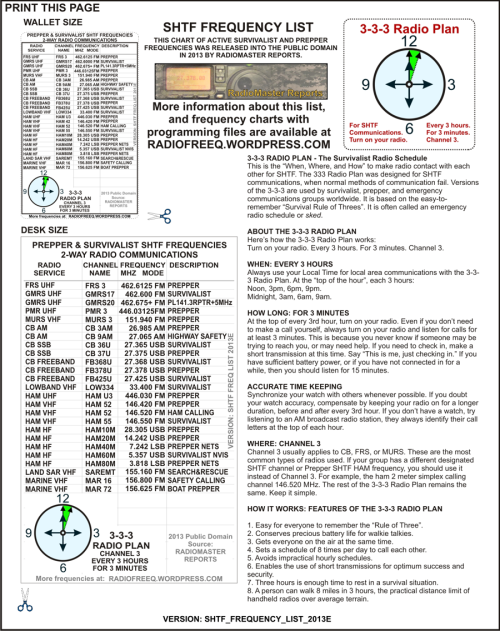 PRINT THIS PAGE
WALLET SIZE
PREPPER & SURVIVALIST SHTF FREQUENCIES
2-WAY RADIO COMMUNICATIONS
RADIO SERVICE CHANNEL NAME FREQUENCY MHZ MODE DESCRIPTION
FRS UHF FRS 3 462.6125 FM PREPPER
GMRS UHF GMRS17 462.600 FM SURVIVALIST
GMRS UHF GMRS20 462.675+ FM PL141.3RPTR+5MHz
PMR UHF PMR 3 446.03125FM PREPPER
MURS VHF MURS 3 151.940 FM PREPPER
CB AM CB 3AM 26.985 AM PREPPER
CB AM CB 9AM 27.065 AM HIGHWAY SAFETY
CB SSB CB 36U 27.365 USB SURVIVALIST
CB SSB CB 37U 27.375 USB PREPPER
CB FREEBAND FB368U 27.368 USB SURVIVALIST
CB FREEBAND FB378U 27.378 USB PREPPER
CB FREEBAND FB425U 27.425 USB SURVIVALIST
LOWBAND VHF LOW334 33.400 FM SURVIVALIST
HAM UHF HAM U3 446.030 FM PREPPER
HAM VHF HAM 42 146.420 FM PREPPER
HAM VHF HAM 52 146.520 FM HAM CALLING
HAM VHF HAM 55 146.550 FM SURVIVALIST
HAM HF HAM10M 28.305 USB PREPPER
HAM HF HAM20M 14.242 USB PREPPER
HAM HF HAM40M 7.242 LSB PREPPER NETS
HAM HF HAM60M 5.357 USB SURVIVALIST NVIS
HAM HF HAM80M 3.818 LSB PREPPER NETS
LAND SAR VHF SAREMT 155.160 FM SEARCH&RESCUE
MARINE VHF MAR 16 156.800 FM SAFETY CALLING
MARINE VHF MAR 72 156.625 FM BOAT PREPPER
12
9 3
6
3-3-3
RADIO PLAN
CHANNEL 3
EVERY 3 HOURS
FOR 3 MINUTES
2013 Public Domain
Source:
RADIOMASTER
REPORTS
More frequencies at: RADIOFREEQ.WORDPRESS.COM
SHTF FREQUENCY LIST
THIS CHART OF ACTIVE SURVIVALIST AND PREPPER
FREQUENCIES WAS RELEASED INTO THE PUBLIC DOMAIN
IN 2013 BY RADIOMASTER REPORTS.
RadioMaster Reports
More information about this list,
and frequency charts with
programming files are available at
RADIOFREEQ.WORDPRESS.COM
3-3-3 Radio Plan
12
9 3
6
For SHTF
Communications.
Turn on your radio.
Every 3 hours.
For 3 minutes.
Channel 3.
DESK SIZE
PREPPER & SURVIVALIST SHTF FREQUENCIES
2-WAY RADIO COMMUNICATIONS
RADIO CHANNEL FREQUENCY DESCRIPTION
SERVICE NAME MHZ MODE
FRS UHF FRS 3 462.6125 FM PREPPER
GMRS UHF GMRS17 462.600 FM SURVIVALIST
GMRS UHF GMRS20 462.675+ FM PL141.3RPTR+5MHz
PMR UHF PMR 3 446.03125FM PREPPER
MURS VHF MURS 3 151.940 FM PREPPER
CB AM CB 3AM 26.985 AM PREPPER
CB AM CB 9AM 27.065 AM HIGHWAY SAFETY
CB SSB CB 36U 27.365 USB SURVIVALIST
CB SSB CB 37U 27.375 USB PREPPER
CB FREEBAND FB368U 27.368 USB SURVIVALIST
CB FREEBAND FB378U 27.378 USB PREPPER
CB FREEBAND FB425U 27.425 USB SURVIVALIST
LOWBAND VHF LOW334 33.400 FM SURVIVALIST
HAM UHF HAM U3 446.030 FM PREPPER
HAM VHF HAM 52 146.420 FM PREPPER
HAM VHF HAM 52 146.520 FM HAM CALLING
HAM VHF HAM 55 146.550 FM SURVIVALIST
HAM HF HAM10M 28.305 USB PREPPER
HAM HF HAM20M 14.242 USB PREPPER
HAM HF HAM40M 7.242 LSB PREPPER NETS
HAM HF HAM60M 5.357 USB SURVIVALIST NVIS
HAM HF HAM80M 3.818 LSB PREPPER NETS
LAND SAR VHF SAREMT 155.160 FM SEARCH&RESCUE
MARINE VHF MAR 16 156.800 FM SAFETY CALLING
MARINE VHF MAR 72 156.625 FM BOAT PREPPER
VERSION: SHTF FREQ LIST 2013E
12
9 3
6
3-3-3
RADIO PLAN
CHANNEL 3
EVERY 3 HOURS
FOR 3 MINUTES
2013 Public Domain
Source:
RADIOMASTER
REPORTS
More frequencies at: RADIOFREEQ.WORDPRESS.COM
3-3-3 RADIO PLAN - The Survivalist Radio Schedule
This is the "When, Where, and How" to make radio contact with each
other for SHTF. The 333 Radio Plan was designed for SHTF
communications, when normal methods of communication fail. Versions
of the 3-3-3 are used by survivalist, prepper, and emergency
communications groups worldwide. It is based on the easy-to-
remember "Survival Rule of Threes". It is often called an emergency
radio schedule or sked.
ABOUT THE 3-3-3 RADIO PLAN
Here's how the 3-3-3 Radio Plan works:
Turn on your radio. Every 3 hours. For 3 minutes. Channel 3.
WHEN: EVERY 3 HOURS
Always use your Local Time for local area communications with the 3-3-
3 Radio Plan. At the "top of the hour", each 3 hours:
Noon, 3pm, 6pm, 9pm.
Midnight, 3am, 6am, 9am.
HOW LONG: FOR 3 MINUTES
At the top of every 3rd hour, turn on your radio. Even if you don't need
to make a call yourself, always turn on your radio and listen for calls for
at least 3 minutes. This is because you never know if someone may be
trying to reach you, or may need help. If you need to check in, make a
short transmission at this time. Say "This is me, just checking in." If you
have sufficient battery power, or if you have not connected in for a
while, then you should listen for 15 minutes.
ACCURATE TIME KEEPING
Synchronize your watch with others whenever possible. If you doubt
your watch accuracy, compensate by keeping your radio on for a longer
duration, before and after every 3rd hour. If you don't have a watch, try
listening to an AM broadcast radio station, they always identify their call
letters at the top of each hour.
WHERE: CHANNEL 3
Channel 3 usually applies to CB, FRS, or MURS. These are the most
common types of radios used. If your group has a different designated
SHTF channel or Prepper SHTF HAM frequency, you should use it
instead of Channel 3. For example, the ham 2 meter simplex calling
channel 146.520 MHz. The rest of the 3-3-3 Radio Plan remains the
same. Keep it simple.
HOW IT WORKS: FEATURES OF THE 3-3-3 RADIO PLAN
1. Easy for everyone to remember the "Rule of Three".
2. Conserves precious battery life for walkie talkies.
3. Gets everyone on the air at the same time.
4. Sets a schedule of 8 times per day to call each other.
5. Avoids impractical hourly schedules.
6. Enables the use of short transmissions for optimum success and
security.
7. Three hours is enough time to rest in a survival situation.
8. A person can walk 8 miles in 3 hours, the practical distance limit of
handheld radios over average terrain.
VERSION: SHTF_FREQUENCY_LIST_2013E